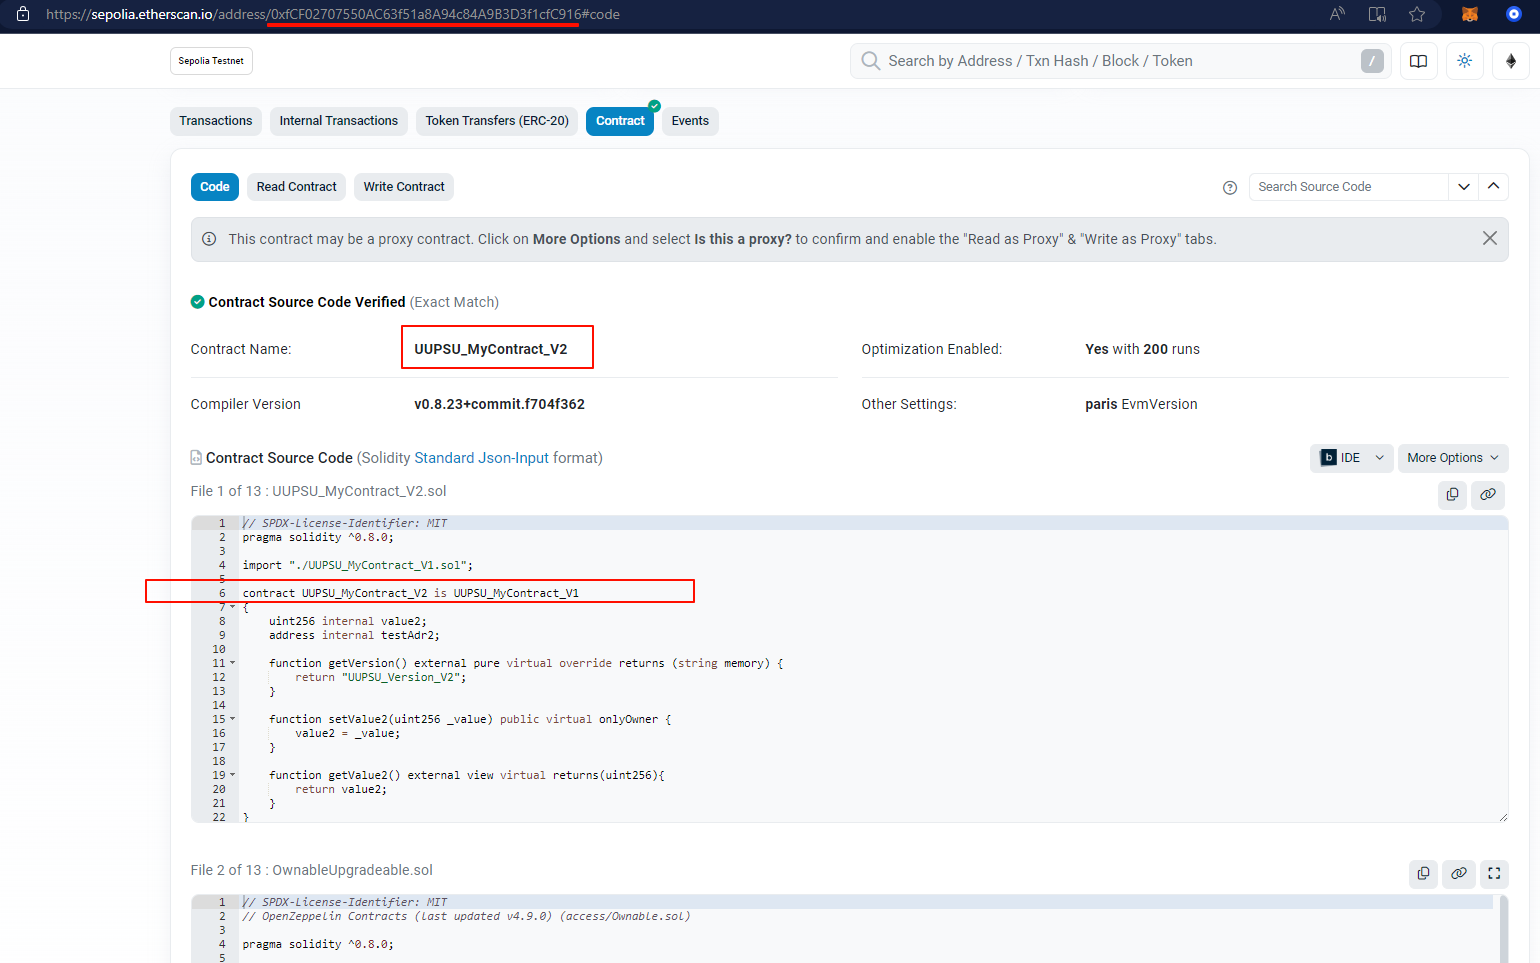 https://sepolia.etherscan.io/address/0xfCF02707550AC63f51a8A94c84A9B3D3f1cfC916#code
Sepolia Testnet
Search by Address / Txn Hash / Block / Token
/
Transactions
Internal Transactions
Token Transfers (ERC-20)
Contract
Events
Code
Read Contract
Write Contract
Search Source Code
This contract may be a proxy contract. Click on More Options and select Is this a proxy? to confirm and enable the "Read as Proxy" & "Write as Proxy" tabs.
Contract Source Code Verified (Exact Match)
Contract Name:
UUPSU_MyContract_V2
Optimization Enabled:
Yes with 200 runs
Compiler Version
v0.8.23+commit.f704f362
Other Settings:
paris EvmVersion
Contract Source Code (Solidity Standard Json-Input format)
b IDE
More Options
File 1 of 13 : UUPSU_MyContract_V2.sol
1 // SPDX-License-Identifier: MIT
2 pragma solidity ^0.8.0;
3
4 import "./UUPSU_MyContract_V1.sol";
5
6 contract UUPSU_MyContract_V2 is UUPSU_MyContract_V1
7 {
8 uint256 internal value2;
9 address internal testAdr2;
10
11 function getVersion() external pure virtual override returns (string memory) {
12 return "UUPSU_Version_V2";
13 }
14
15 function setValue2(uint256 _value) public virtual onlyOwner {
16 value2 = _value;
17 }
18
19 function getValue2() external view virtual returns(uint256){
20 return value2;
21 }
22 }
File 2 of 13 : OwnableUpgradeable.sol
1 // SPDX-License-Identifier: MIT
2 // OpenZeppelin Contracts (last updated v4.9.0) (access/Ownable.sol)
3
4 pragma solidity ^0.8.0;
5